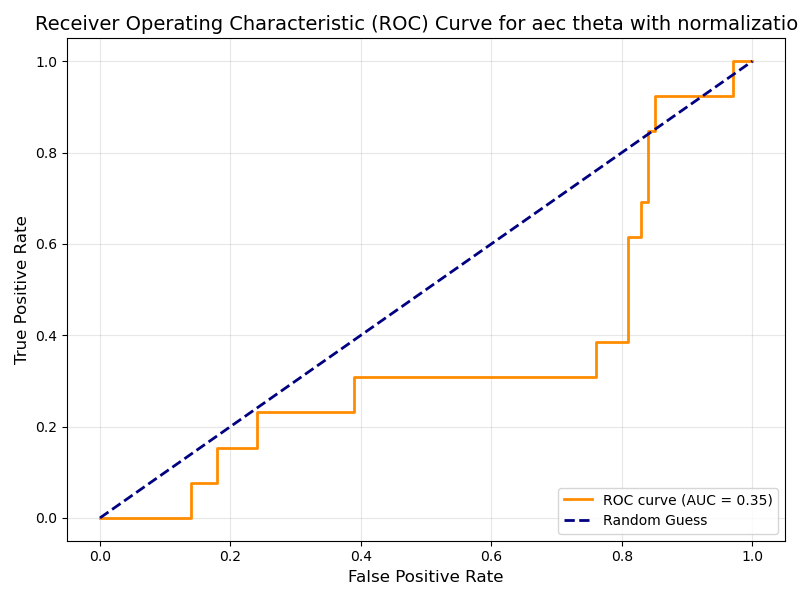 Receiver Operating Characteristic (ROC) Curve for aec theta with normalizatio
1.0
0.8
0.6
0.4
0.2
0.0
True Positive Rate
ROC curve (AUC = 0.35)
Random Guess
0.0 0.2 0.4 0.6 0.8 1.0
False Positive Rate